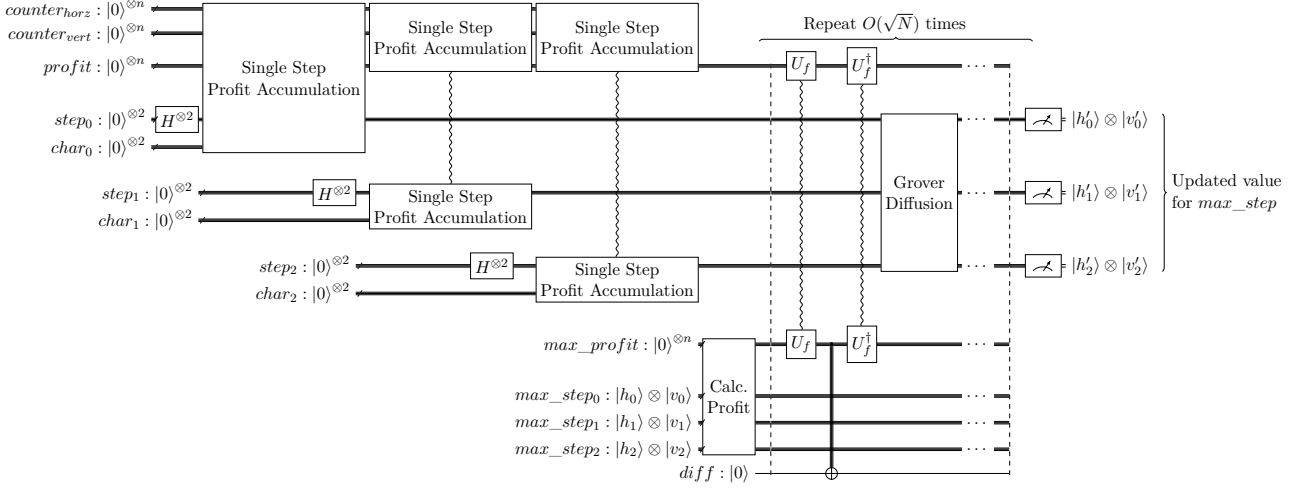 counter_horz : |0⟩^⊗n
counter_vert : |0⟩^⊗n
profit : |0⟩^⊗n
Single Step
Profit Accumulation
Single Step
Profit Accumulation
Single Step
Profit Accumulation
Repeat O(√N) times
U_f
U_f^†
· · ·
step_0 : |0⟩^⊗2
H^⊗2
· · ·
|h′_0⟩ ⊗ |v′_0⟩
char_0 : |0⟩^⊗2
step_1 : |0⟩^⊗2
H^⊗2
Single Step
Profit Accumulation
Grover
Diffusion
· · ·
|h′_1⟩ ⊗ |v′_1⟩
Updated value
for max_step
char_1 : |0⟩^⊗2
step_2 : |0⟩^⊗2
H^⊗2
Single Step
Profit Accumulation
· · ·
|h′_2⟩ ⊗ |v′_2⟩
char_2 : |0⟩^⊗2
max_profit : |0⟩^⊗n
U_f
U_f^†
· · ·
Calc.
Profit
max_step_0 : |h_0⟩ ⊗ |v_0⟩
· · ·
max_step_1 : |h_1⟩ ⊗ |v_1⟩
· · ·
max_step_2 : |h_2⟩ ⊗ |v_2⟩
· · ·
diff : |0⟩